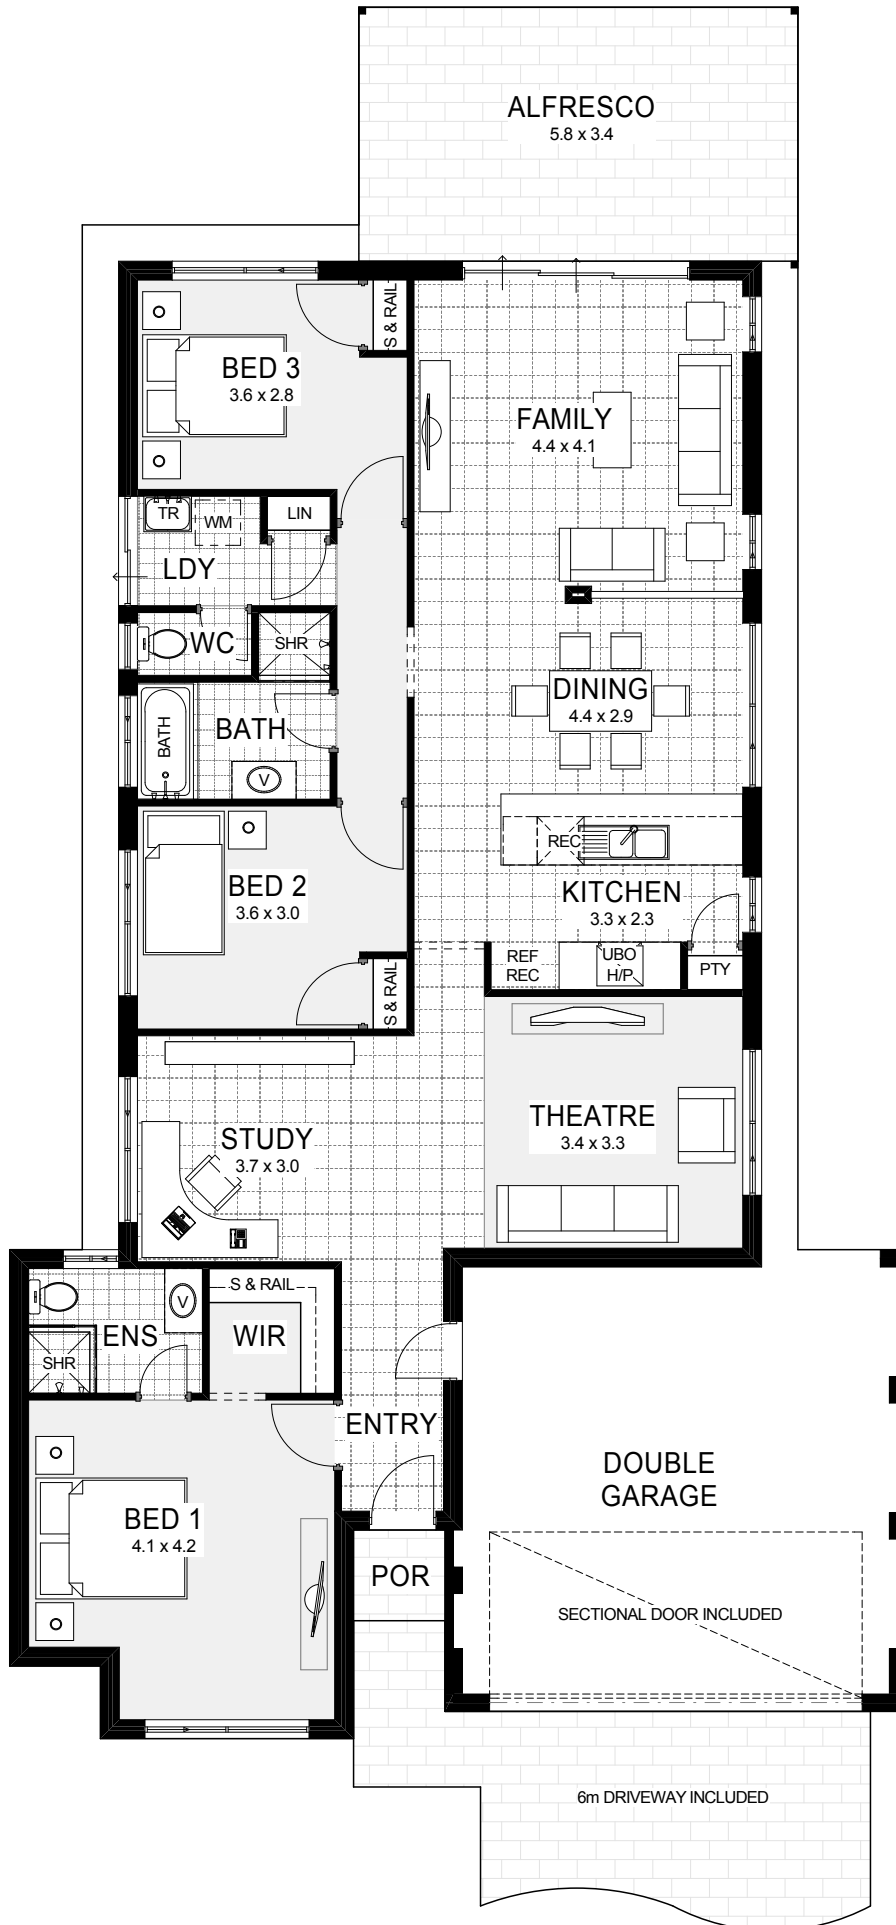 ALFRESCO
5.8 x 3.4
S & RAIL
BED 3
3.6 x 2.8
FAMILY
4.4 x 4.1
TR
WM
LIN
LDY
WC
SHR
DINING
4.4 x 2.9
BATH
BATH
V
REC
BED 2
3.6 x 3.0
KITCHEN
3.3 x 2.3
S & RAIL
REF
REC
UBO
H/P
PTY
THEATRE
3.4 x 3.3
STUDY
3.7 x 3.0
S & RAIL
V
ENS
WIR
SHR
ENTRY
DOUBLE
GARAGE
BED 1
4.1 x 4.2
POR
SECTIONAL DOOR INCLUDED
6m DRIVEWAY INCLUDED